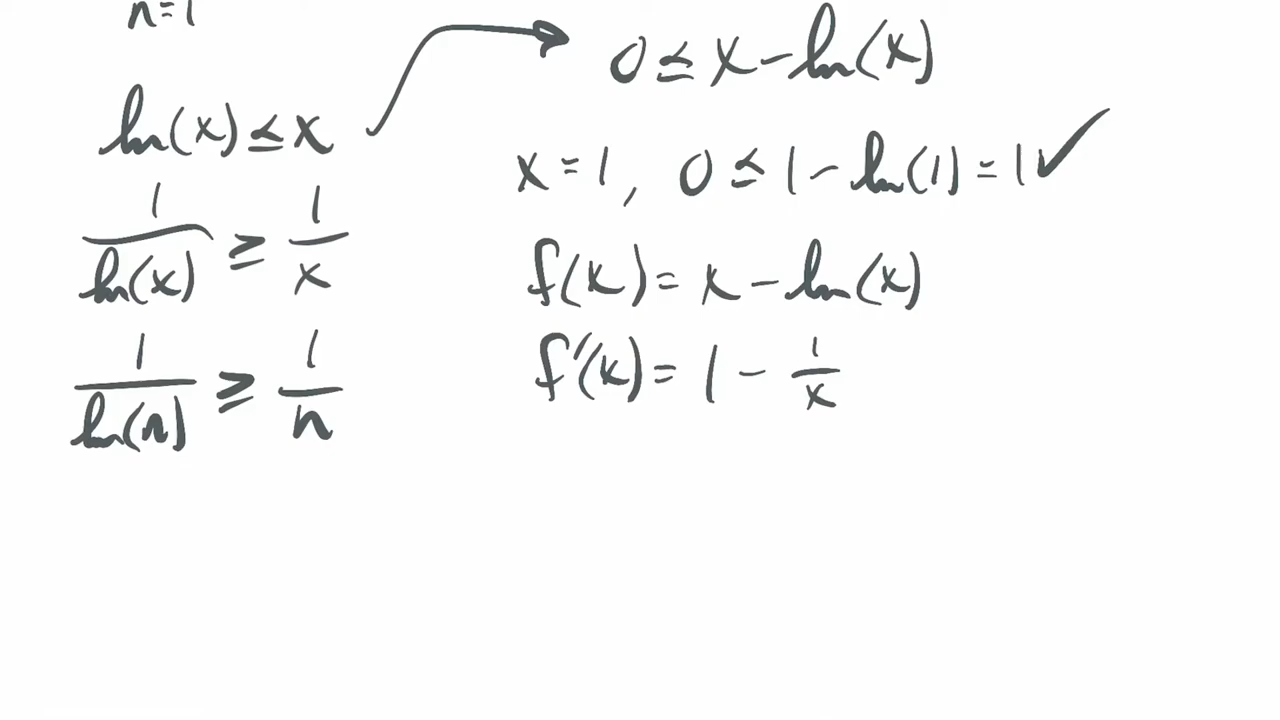 n=1
ln(x) ≤ x
1/ln(x) ≥ 1/x
1/ln(n) ≥ 1/n
0 ≤ x - ln(x)
x = 1, 0 ≤ 1 - ln(1) = 1 ✓
f(x) = x - ln(x)
f'(x) = 1 - 1/x